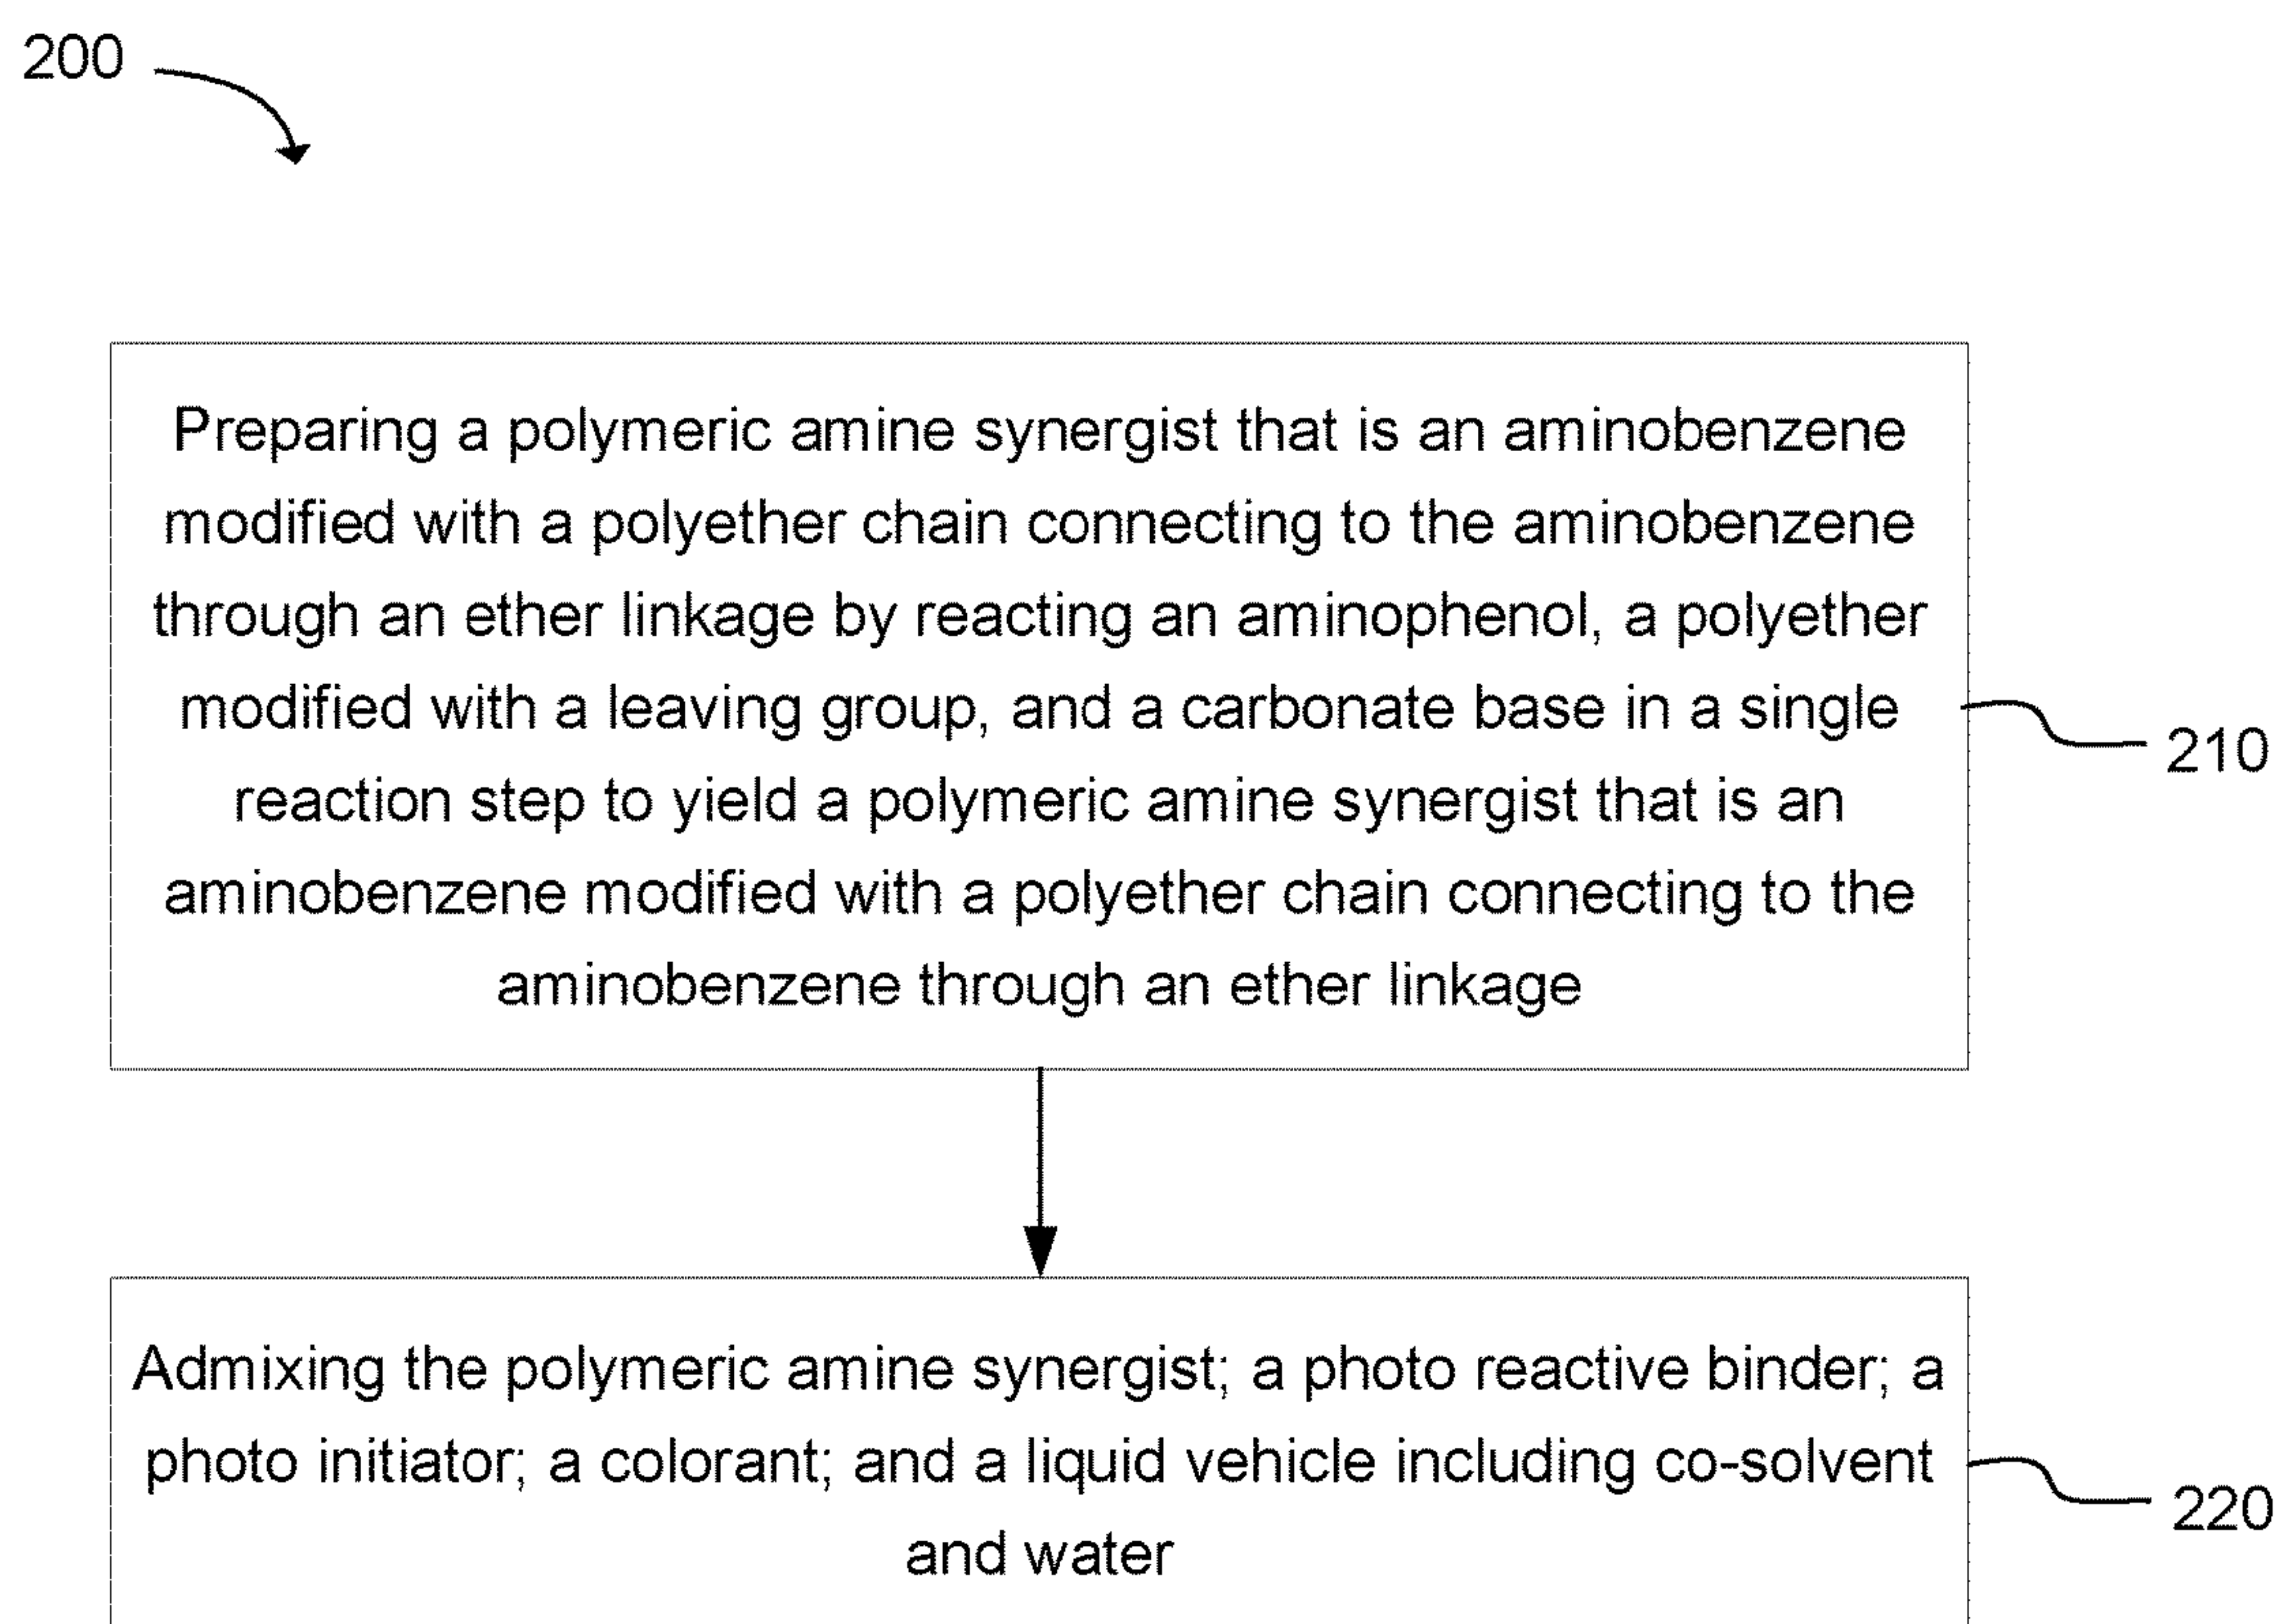 200
Preparing a polymeric amine synergist that is an aminobenzene
modified with a polyether chain connecting to the aminobenzene
through an ether linkage by reacting an aminophenol, a polyether
modified with a leaving group, and a carbonate base in a single
reaction step to yield a polymeric amine synergist that is an
aminobenzene modified with a polyether chain connecting to the
aminobenzene through an ether linkage
210
Admixing the polymeric amine synergist; a photo reactive binder; a
photo initiator; a colorant; and a liquid vehicle including co-solvent
and water
220